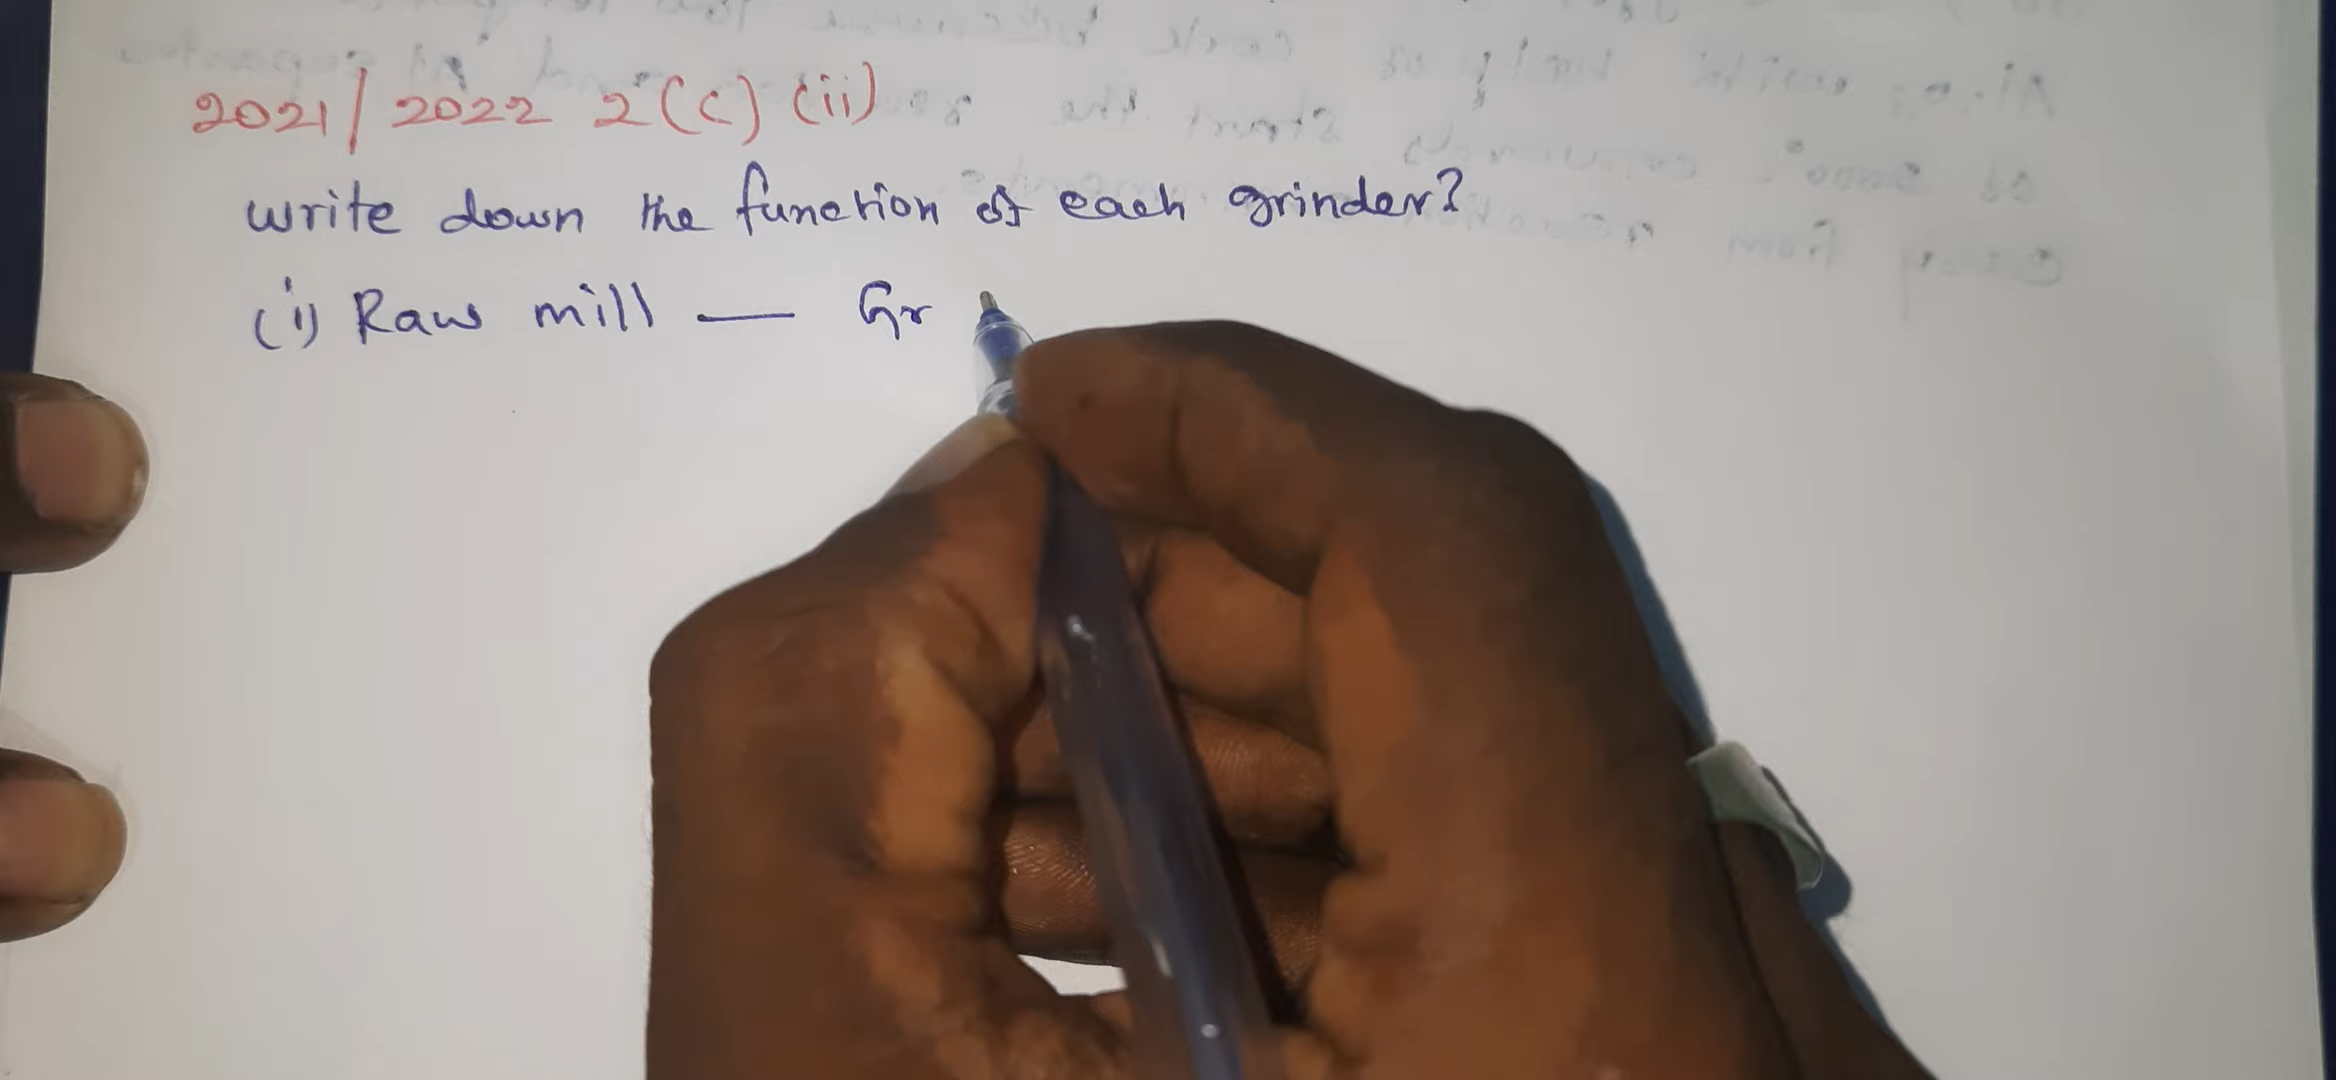 2021/2022 2(c) (ii)
write down the function of each grinder?
(i) Raw mill — Gr